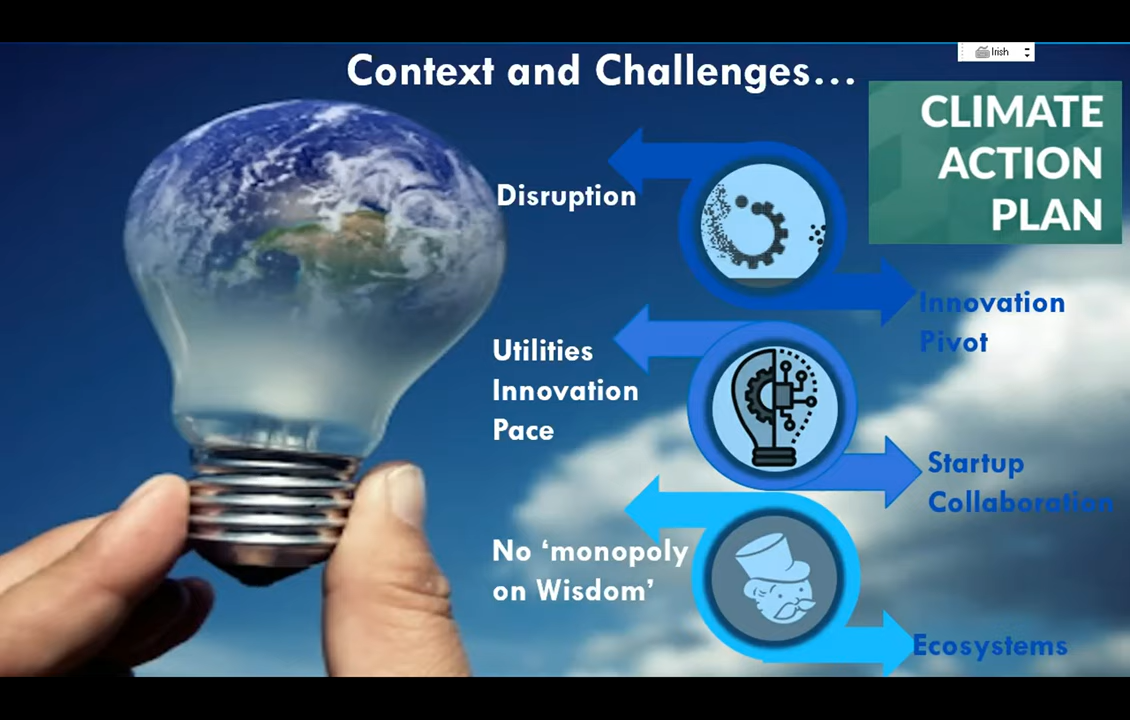 Context and Challenges...
Irish
CLIMATE
ACTION
PLAN
Disruption
Innovation
Pivot
Utilities
Innovation
Pace
Startup
Collaboration
No ‘monopoly
on Wisdom’
Ecosystems